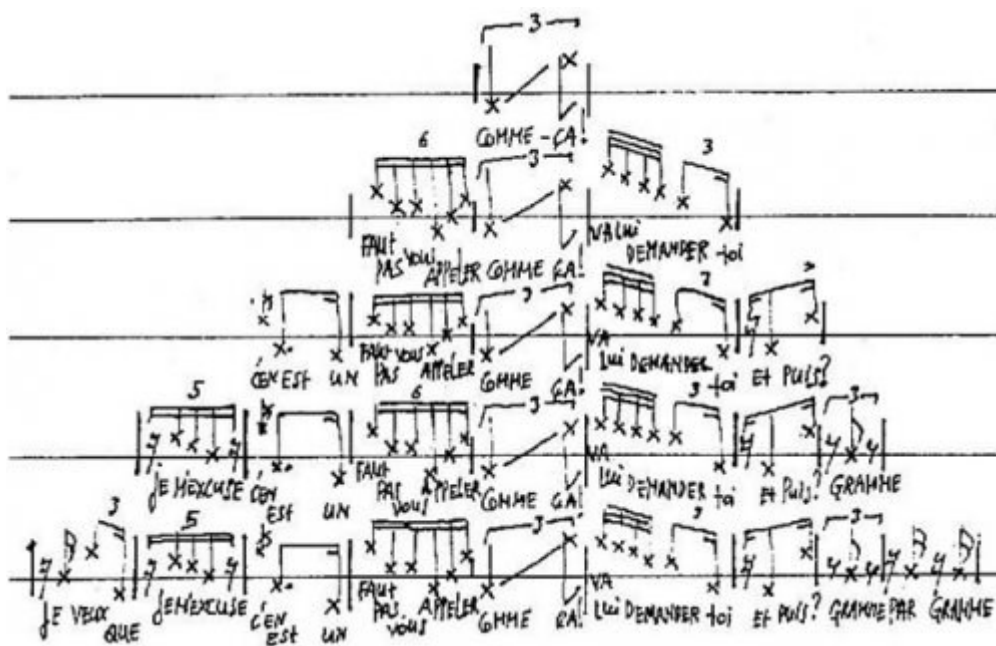 3
COMME-ÇA!
6 3 3
FAUT PAS VOUS APPELER COMME ÇA! VA LUI DEMANDER toi
3 3
C'EN EST UN FAUT PAS VOUS APPELER COMME ÇA! VA LUI DEMANDER toi ET PUIS?
5 6 3 3 3
JE M'EXCUSE C'EN EST UN FAUT PAS VOUS APPELER COMME ÇA! VA LUI DEMANDER toi ET PUIS? GRAMME
3 5 3 3 3
JE VEUX QUE JE M'EXCUSE C'EN EST UN FAUT PAS VOUS APPELER COMME ÇA! VA LUI DEMANDER toi ET PUIS? GRAMME PAR GRAMME